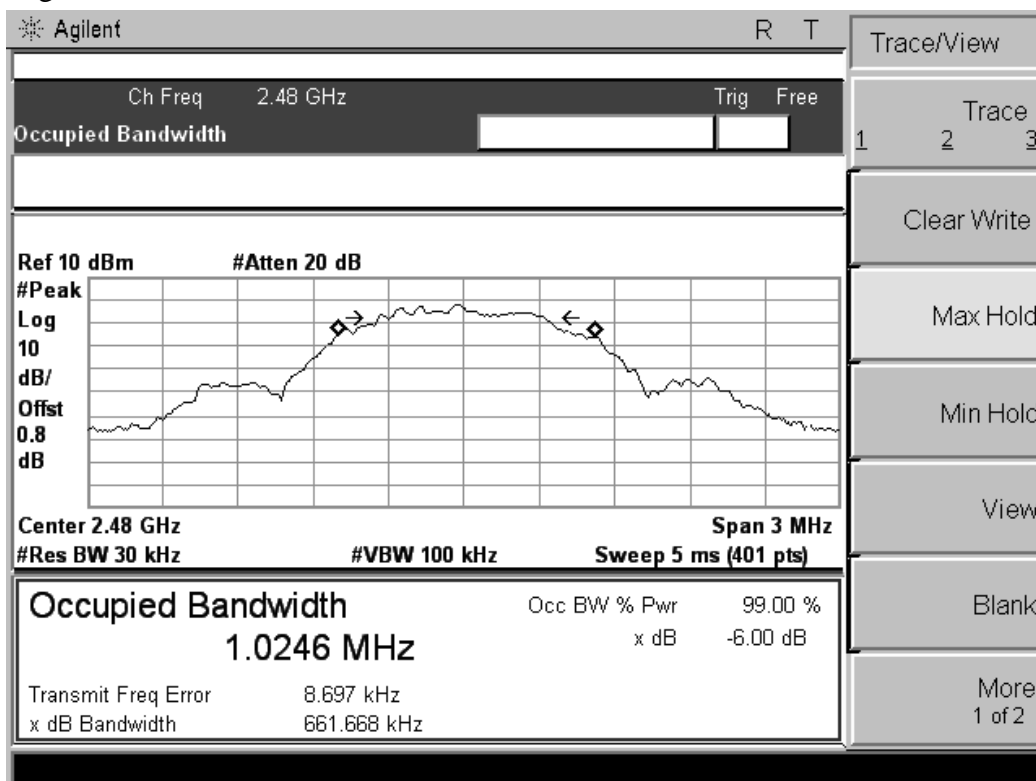 Agilent R T
Trace/View
Ch Freq 2.48 GHz Trig Free
Occupied Bandwidth
Trace
1 2 3
Clear Write
Ref 10 dBm #Atten 20 dB
#Peak
Log
10
dB/
Offst
0.8
dB
Max Hold
Min Hold
Center 2.48 GHz Span 3 MHz
#Res BW 30 kHz #VBW 100 kHz Sweep 5 ms (401 pts)
View
Occupied Bandwidth Occ BW % Pwr 99.00 %
1.0246 MHz x dB -6.00 dB
Transmit Freq Error 8.697 kHz
x dB Bandwidth 661.668 kHz
Blank
More
1 of 2